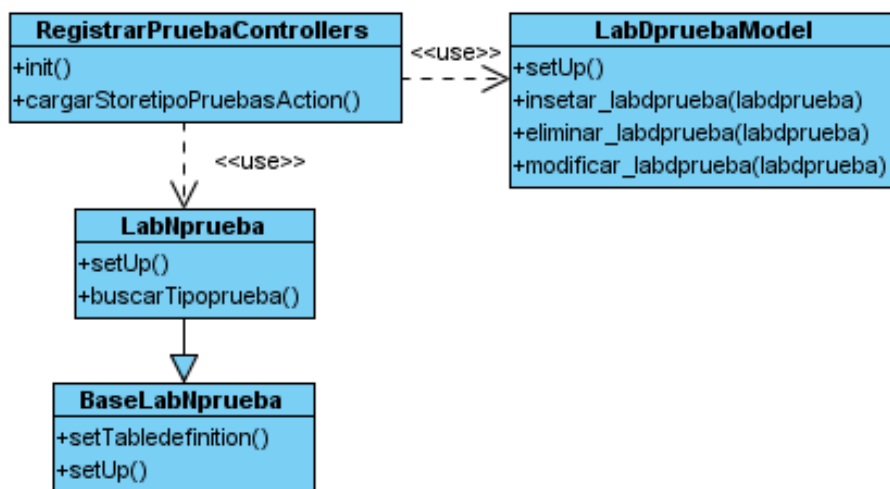 RegistrarPruebaControllers
+init()
+cargarStoretipoPruebasAction()
<<use>>
LabDpruebaModel
+setUp()
+insetar_labdprueba(labdprueba)
+eliminar_labdprueba(labdprueba)
+modificar_labdprueba(labdprueba)
<<use>>
LabNprueba
+setUp()
+buscarTipoprueba()
BaseLabNprueba
+setTabledefinition()
+setUp()